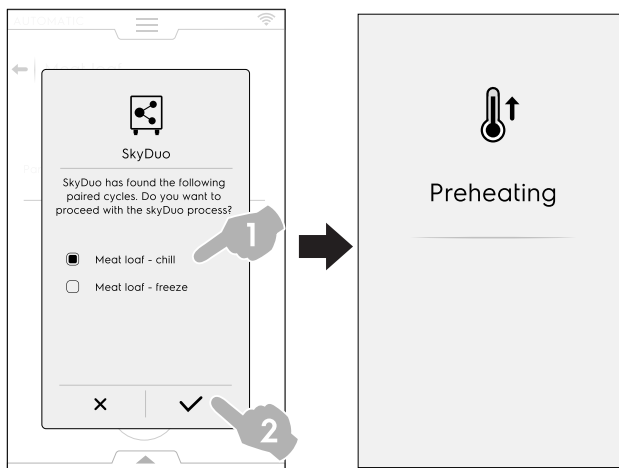 AUTOMATIC
SkyDuo
SkyDuo has found the following
paired cycles. Do you want to
proceed with the skyDuo process?
1
Meat loaf - chill
Meat loaf - freeze
2
Preheating